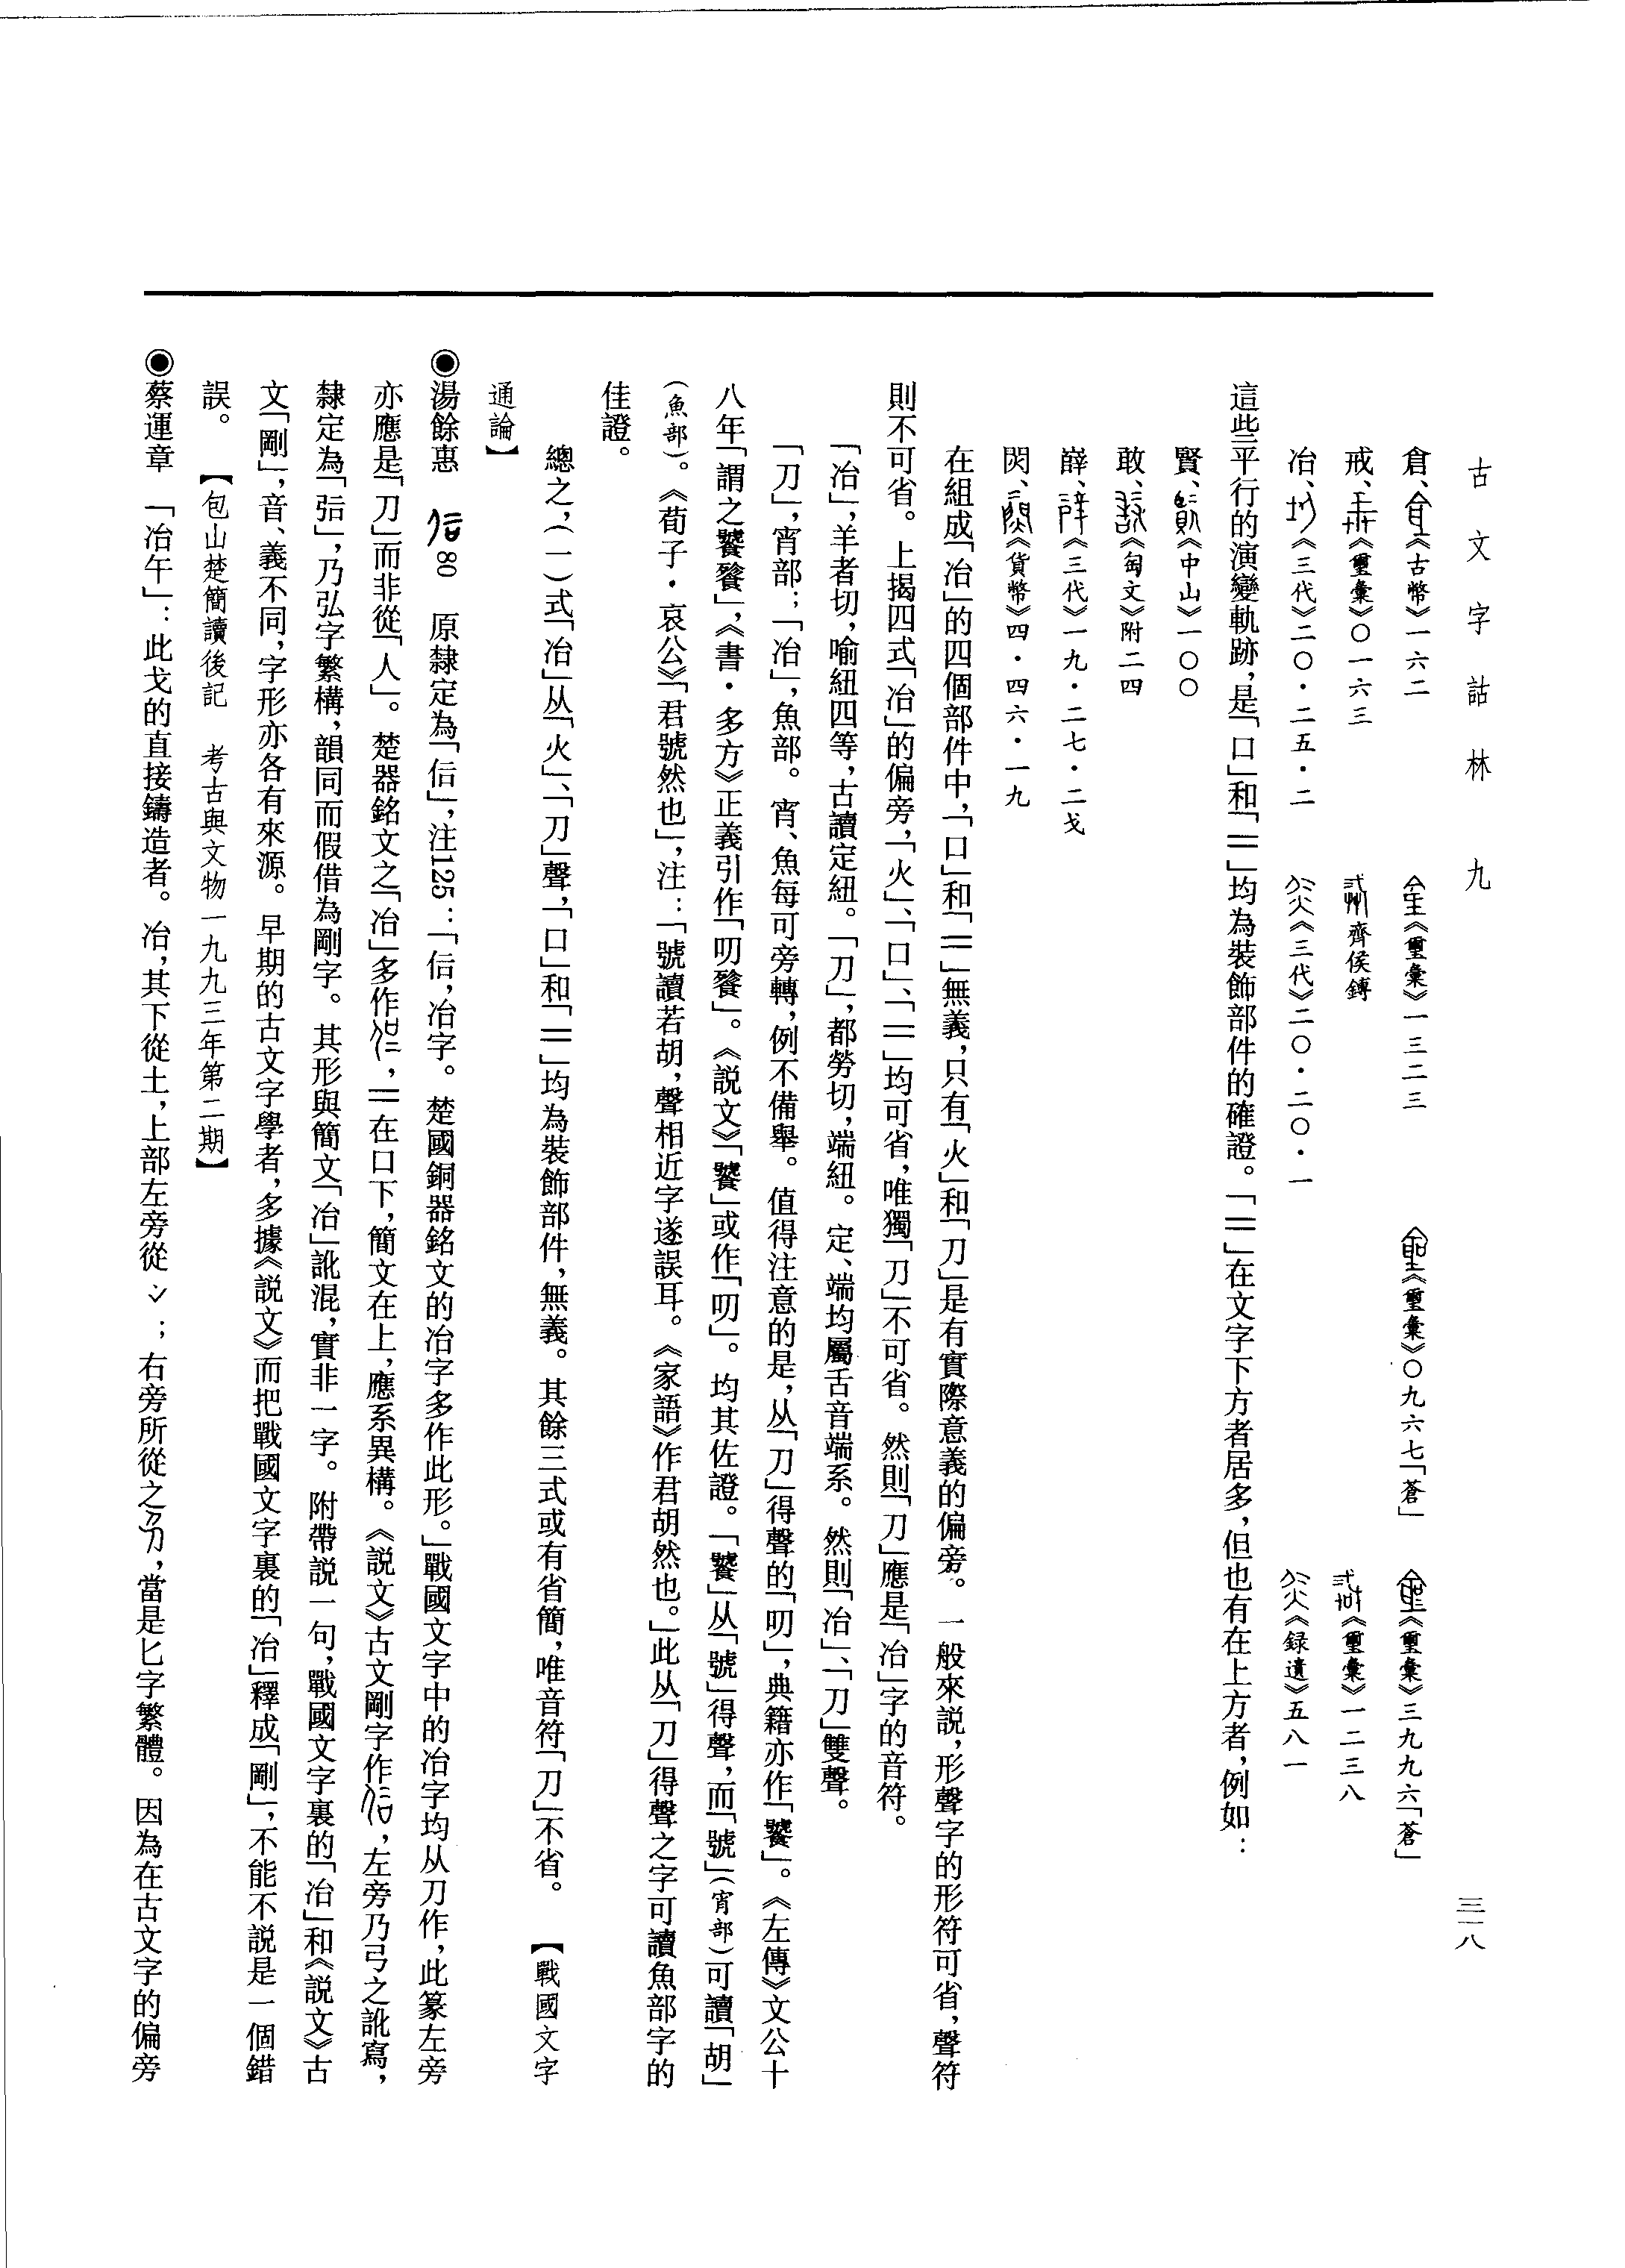 古文字詁林 九
三一八
倉、《古幣》一六二 《璽彙》一三二三 《璽彙》〇九六七「蒼」 《璽彙》三九九六「蒼」
戒、《璽彙》〇一六三 齊侯鎛 《璽彙》一二三八
冶、《三代》二〇·二五·二 《三代》二〇·二〇·一 《録遺》五八一
這些平行的演變軌跡,是「口」和「二」均為裝飾部件的確證。「二」在文字下方者居多,但也有在上方者,例如:
賢、《中山》一〇〇
敢、《匋文》附二四
辥、《三代》一九·二七·二戈
閔、《貨幣》四·四六·一九
在組成「冶」的四個部件中,「口」和「二」無義,只有「火」和「刀」是有實際意義的偏旁。一般來説,形聲字的形符可省,聲符
則不可省。上揭四式「冶」的偏旁,「火」、「口」、「二」均可省,唯獨「刀」不可省。然則「刀」應是「冶」字的音符。
「冶」,羊者切,喻紐四等,古讀定紐。「刀」,都勞切,端紐。定、端均屬舌音端系。然則「冶」、「刀」雙聲。
「刀」,宵部;「冶」,魚部。宵、魚每可旁轉,例不備舉。值得注意的是,从「刀」得聲的「叨」,典籍亦作「饕」。《左傳》文公十
八年「謂之饕餮」,《書·多方》正義引作「叨餮」。《説文》「饕」或作「叨」。均其佐證。「饕」从「號」得聲,而「號」(宵部)可讀「胡」
(魚部)。《荀子·哀公》「君號然也」,注:「號讀若胡,聲相近字遂誤耳。《家語》作君胡然也。」此从「刀」得聲之字可讀魚部字的
佳證。
總之,(一)式「冶」从「火」、「刀」聲,「口」和「二」均為裝飾部件,無義。其餘三式或有省簡,唯音符「刀」不省。 【戰國文字
通論】
◉湯餘惠 80 原隸定為「㐰」,注125:「㐰,冶字。楚國銅器銘文的冶字多作此形。」戰國文字中的冶字均从刀作,此篆左旁
亦應是「刀」而非從「人」。楚器銘文之「冶」多作,二在口下,簡文在上,應系異構。《説文》古文剛字作,左旁乃弓之訛寫,
隸定為「㢶」,乃弘字繁構,韻同而假借為剛字。其形與簡文「冶」訛混,實非一字。附帶説一句,戰國文字裏的「冶」和《説文》古
文「剛」,音、義不同,字形亦各有來源。早期的古文字學者,多據《説文》而把戰國文字裏的「冶」釋成「剛」,不能不説是一個錯
誤。 【包山楚簡讀後記 考古與文物一九九三年第二期】
◉蔡運章 「冶午」:此戈的直接鑄造者。冶,其下從土,上部左旁從;右旁所從之,當是匕字繁體。因為在古文字的偏旁